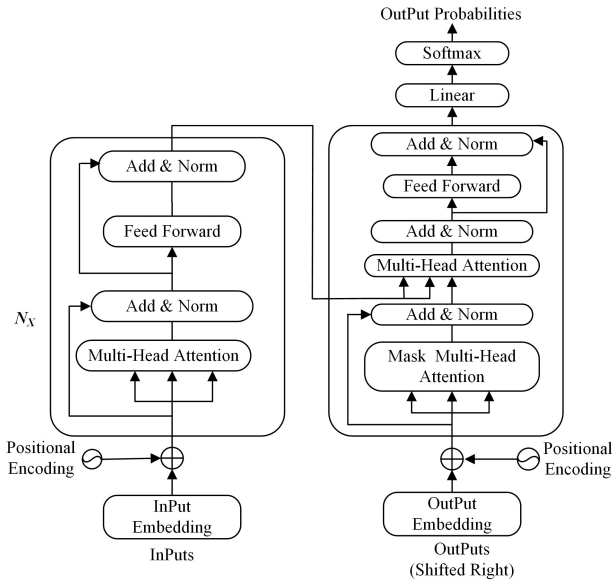 OutPut Probabilities
Softmax
Linear
Add & Norm
Feed Forward
Add & Norm
Multi-Head Attention
Add & Norm
Mask Multi-Head
Attention
Positional
Encoding
OutPut
Embedding
OutPuts
(Shifted Right)
Add & Norm
Feed Forward
Add & Norm
Multi-Head Attention
Nx
Positional
Encoding
InPut
Embedding
InPuts